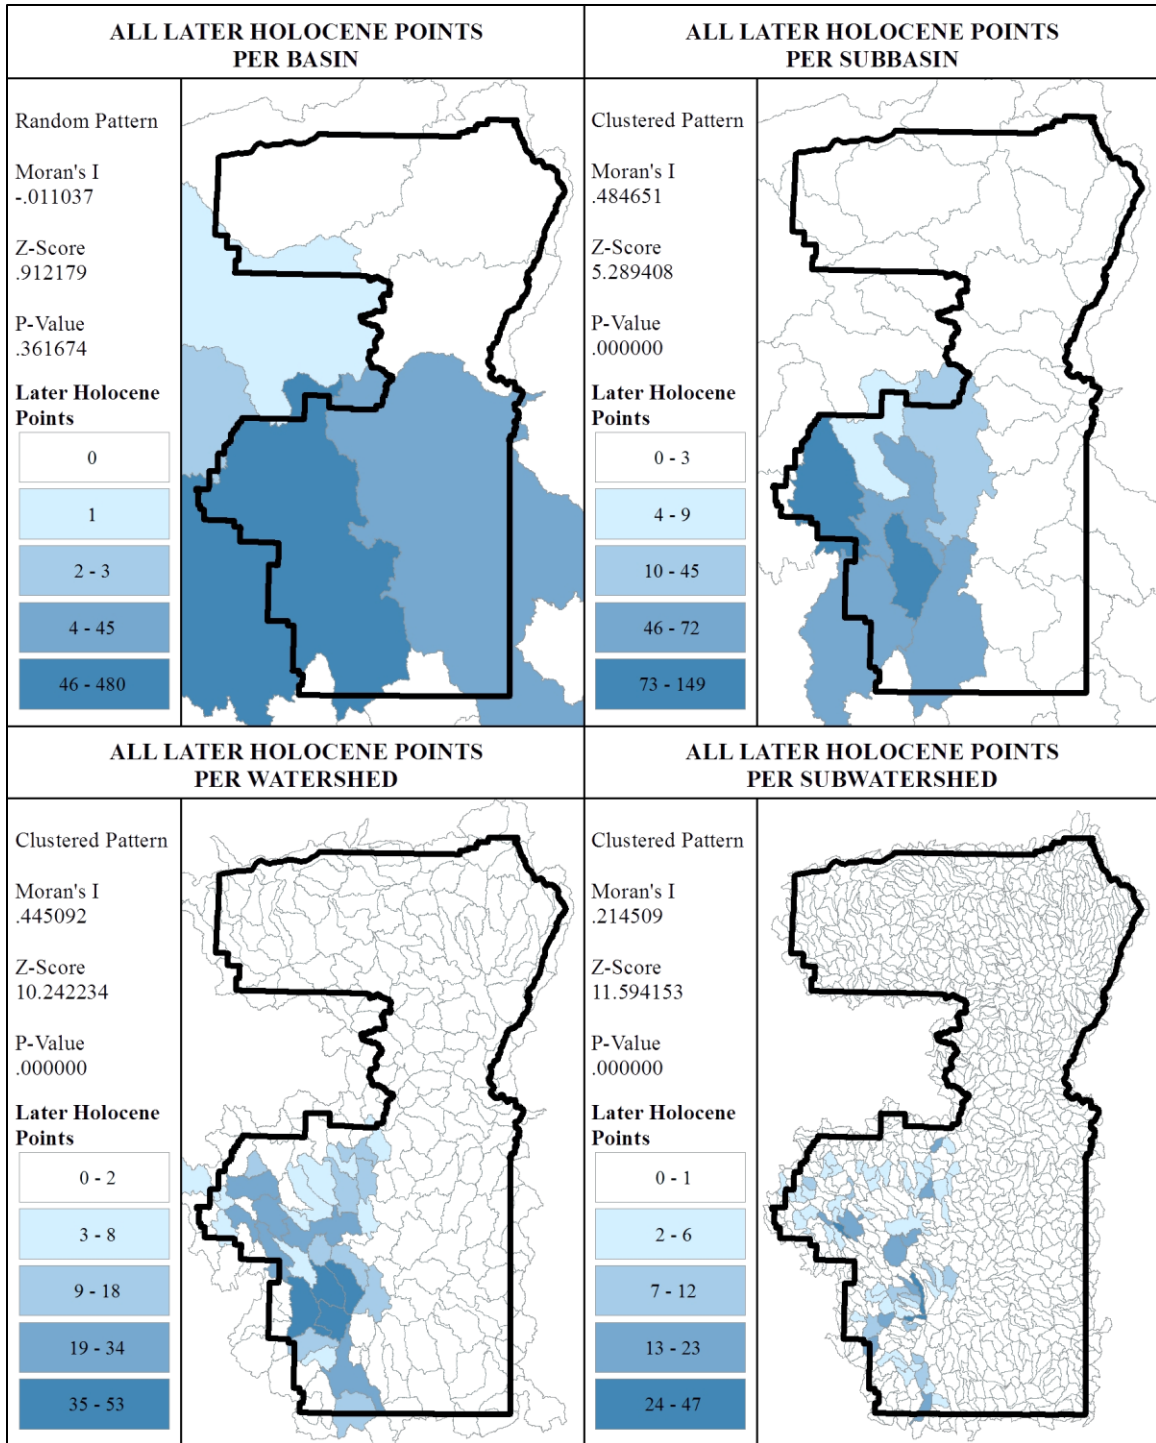 ALL LATER HOLOCENE POINTS
PER BASIN
Random Pattern
Moran's I
-.011037
Z-Score
.912179
P-Value
.361674
Later Holocene
Points
0
1
2 - 3
4 - 45
46 - 480
ALL LATER HOLOCENE POINTS
PER SUBBASIN
Clustered Pattern
Moran's I
.484651
Z-Score
5.289408
P-Value
.000000
Later Holocene
Points
0 - 3
4 - 9
10 - 45
46 - 72
73 - 149
ALL LATER HOLOCENE POINTS
PER WATERSHED
Clustered Pattern
Moran's I
.445092
Z-Score
10.242234
P-Value
.000000
Later Holocene
Points
0 - 2
3 - 8
9 - 18
19 - 34
35 - 53
ALL LATER HOLOCENE POINTS
PER SUBWATERSHED
Clustered Pattern
Moran's I
.214509
Z-Score
11.594153
P-Value
.000000
Later Holocene
Points
0 - 1
2 - 6
7 - 12
13 - 23
24 - 47